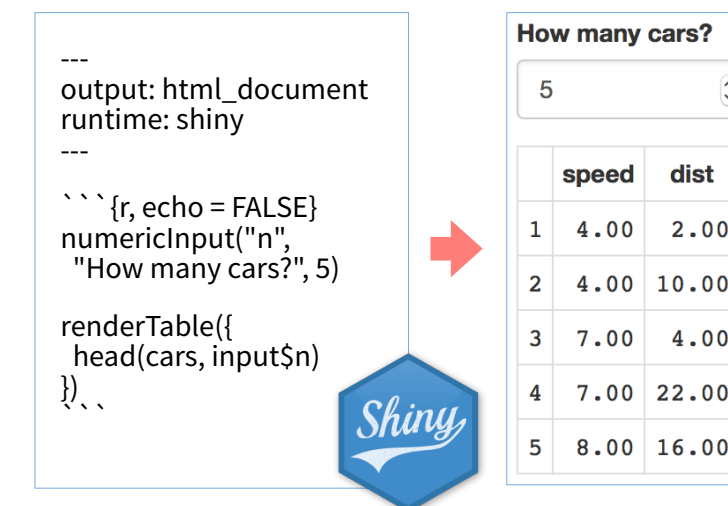 ---
output: html_document
runtime: shiny
---
```{r, echo = FALSE}
numericInput("n",
"How many cars?", 5)
renderTable({
head(cars, input$n)
})
```
Shiny
How many cars?
5
speed dist
1 4.00 2.00
2 4.00 10.00
3 7.00 4.00
4 7.00 22.00
5 8.00 16.00